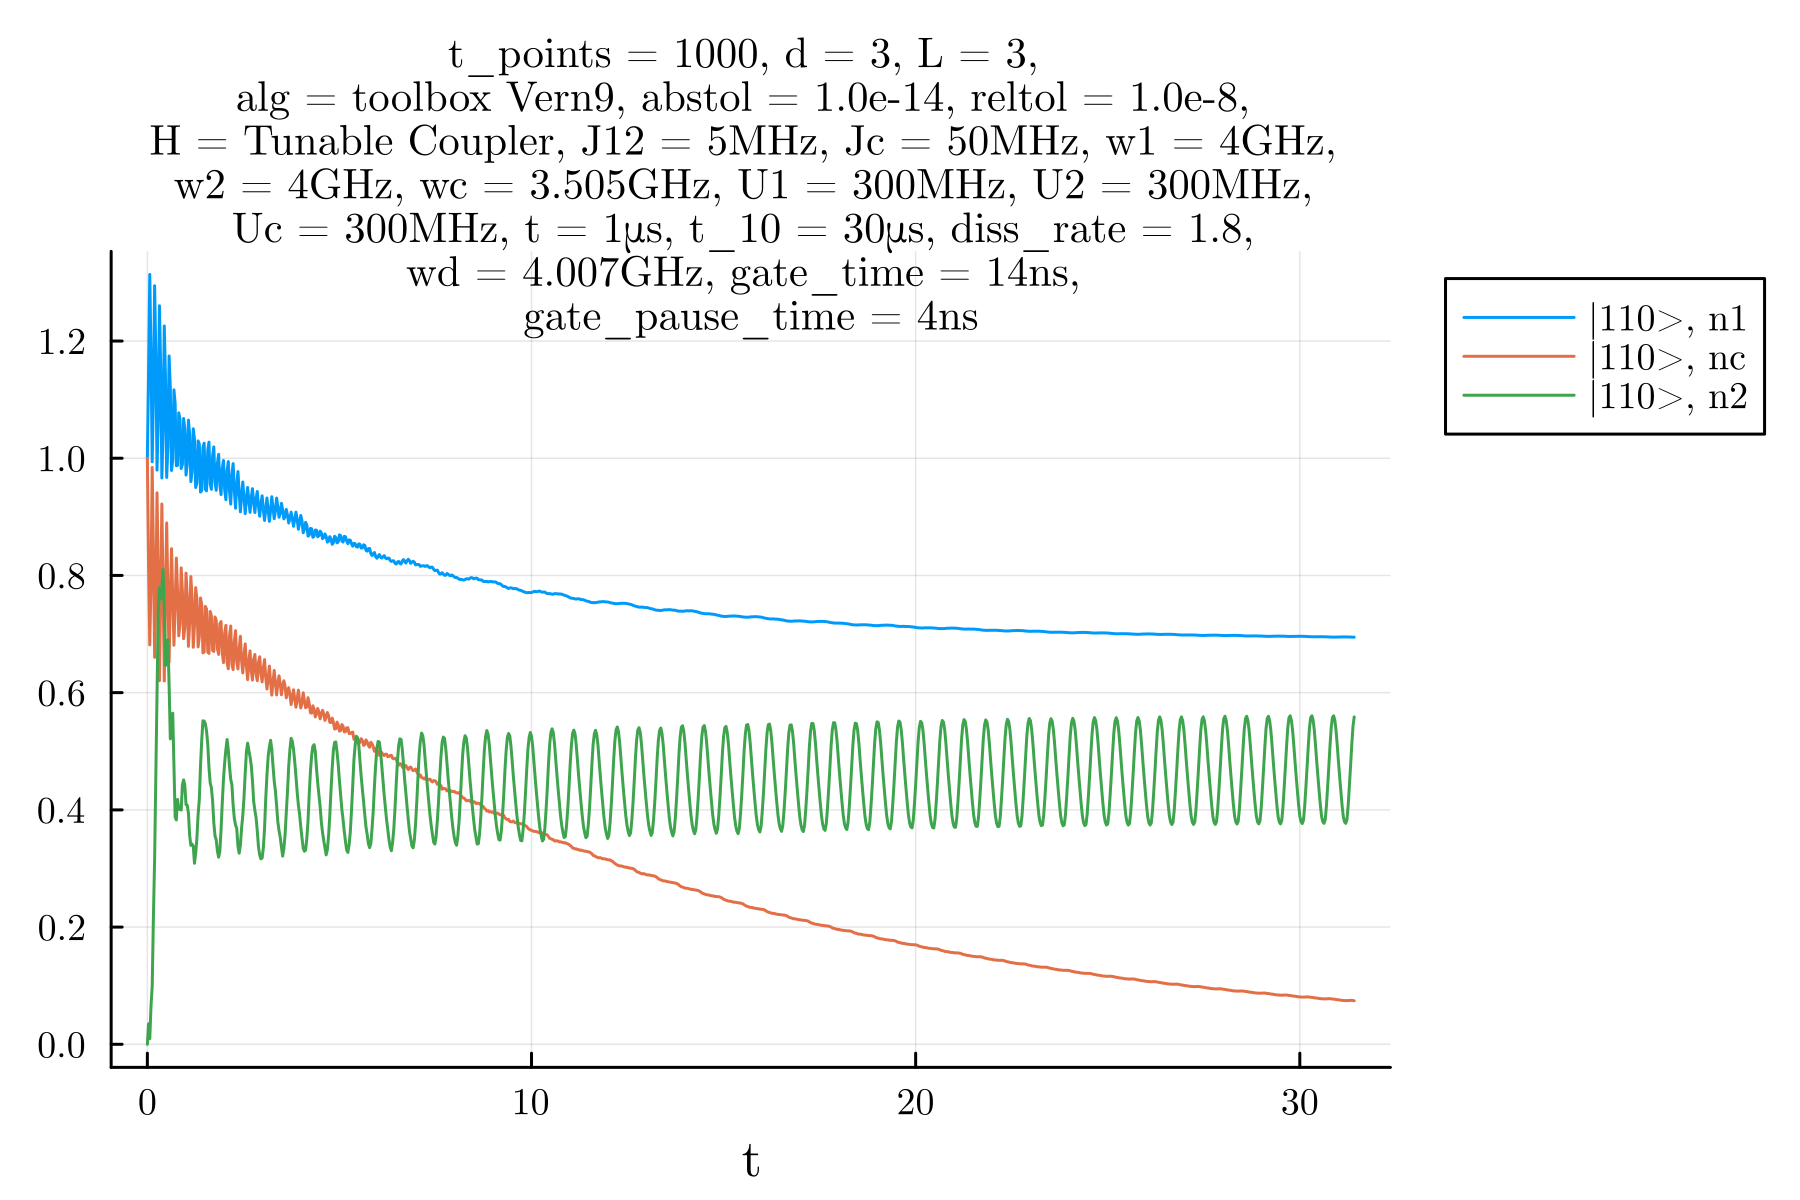 t_points = 1000, d = 3, L = 3,
alg = toolbox Vern9, abstol = 1.0e-14, reltol = 1.0e-8,
H = Tunable Coupler, J12 = 5MHz, Jc = 50MHz, w1 = 4GHz,
w2 = 4GHz, wc = 3.505GHz, U1 = 300MHz, U2 = 300MHz,
Uc = 300MHz, t = 1μs, t_10 = 30μs, diss_rate = 1.8,
wd = 4.007GHz, gate_time = 14ns,
gate_pause_time = 4ns
|110>, n1
|110>, nc
|110>, n2
1.2
1.0
0.8
0.6
0.4
0.2
0.0
0 10 20 30
t